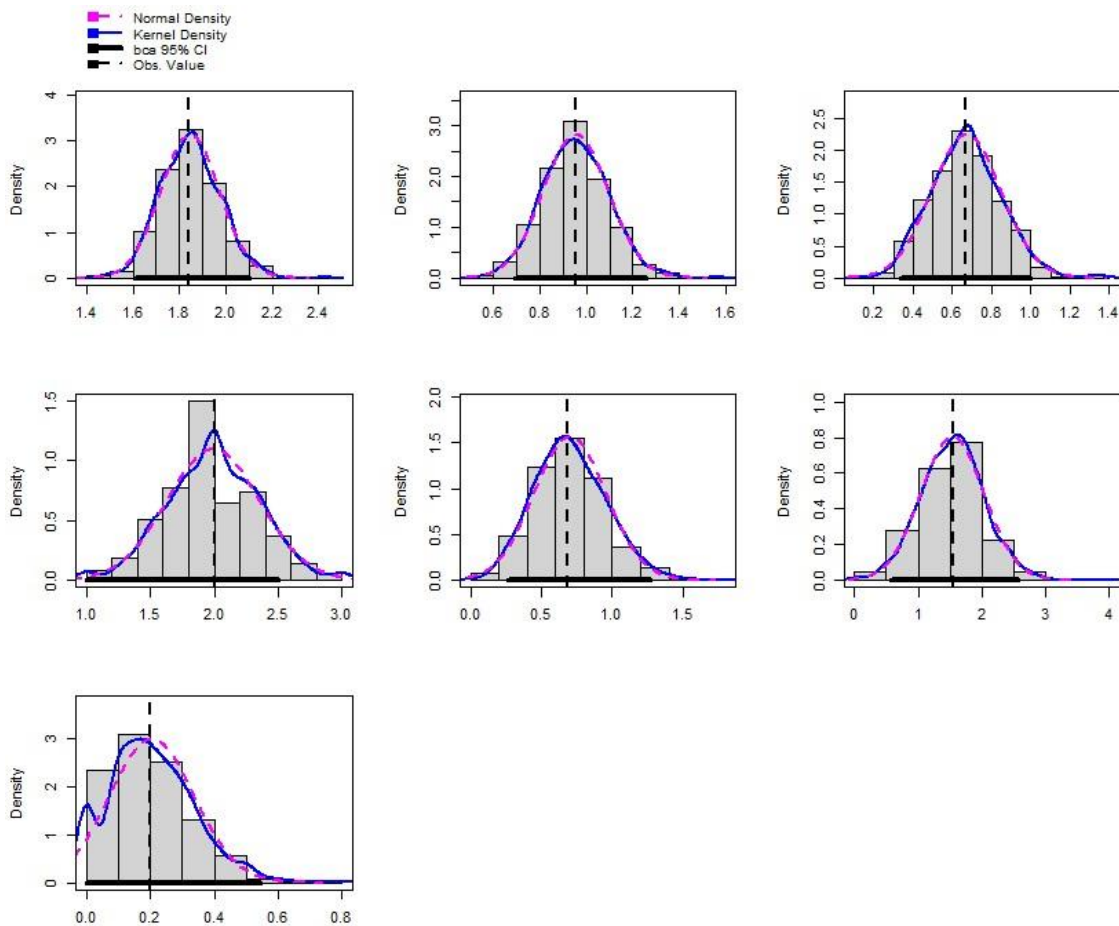 Normal Density
Kernel Density
bca 95% CI
Obs. Value
Density
0 1 2 3 4
1.4 1.6 1.8 2.0 2.2 2.4
Density
0.0 1.0 2.0 3.0
0.6 0.8 1.0 1.2 1.4 1.6
Density
0.0 0.5 1.0 1.5 2.0 2.5
0.2 0.4 0.6 0.8 1.0 1.2 1.4
Density
0.0 0.5 1.0 1.5
1.0 1.5 2.0 2.5 3.0
Density
0.0 0.5 1.0 1.5 2.0
0.0 0.5 1.0 1.5
Density
0.0 0.2 0.4 0.6 0.8 1.0
0 1 2 3 4
Density
0 1 2 3
0.0 0.2 0.4 0.6 0.8